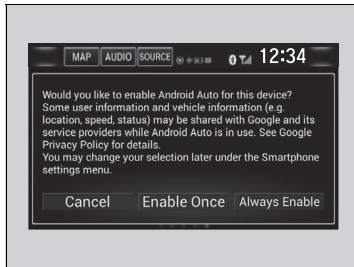 MAP AUDIO SOURCE 12:34
Would you like to enable Android Auto for this device?
Some user information and vehicle information (e.g.
location, speed, status) may be shared with Google and its
service providers while Android Auto is in use. See Google
Privacy Policy for details.
You may change your selection later under the Smartphone
settings menu.
Cancel Enable Once Always Enable